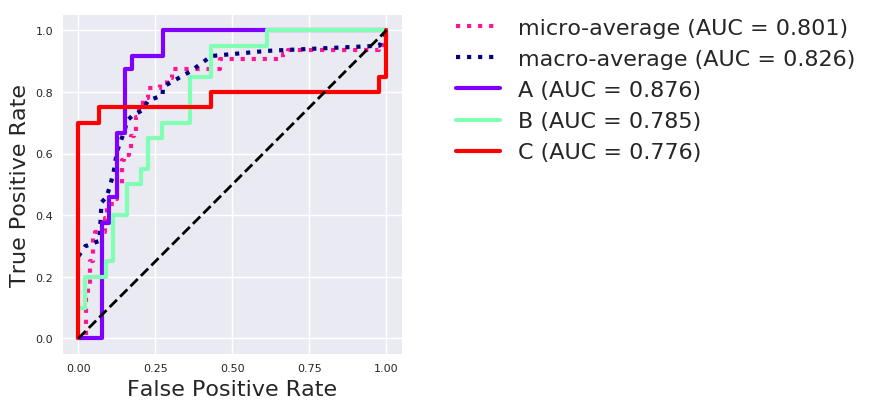 1.0
0.8
0.6
0.4
0.2
0.0
True Positive Rate
0.00 0.25 0.50 0.75 1.00
False Positive Rate
micro-average (AUC = 0.801)
macro-average (AUC = 0.826)
A (AUC = 0.876)
B (AUC = 0.785)
C (AUC = 0.776)